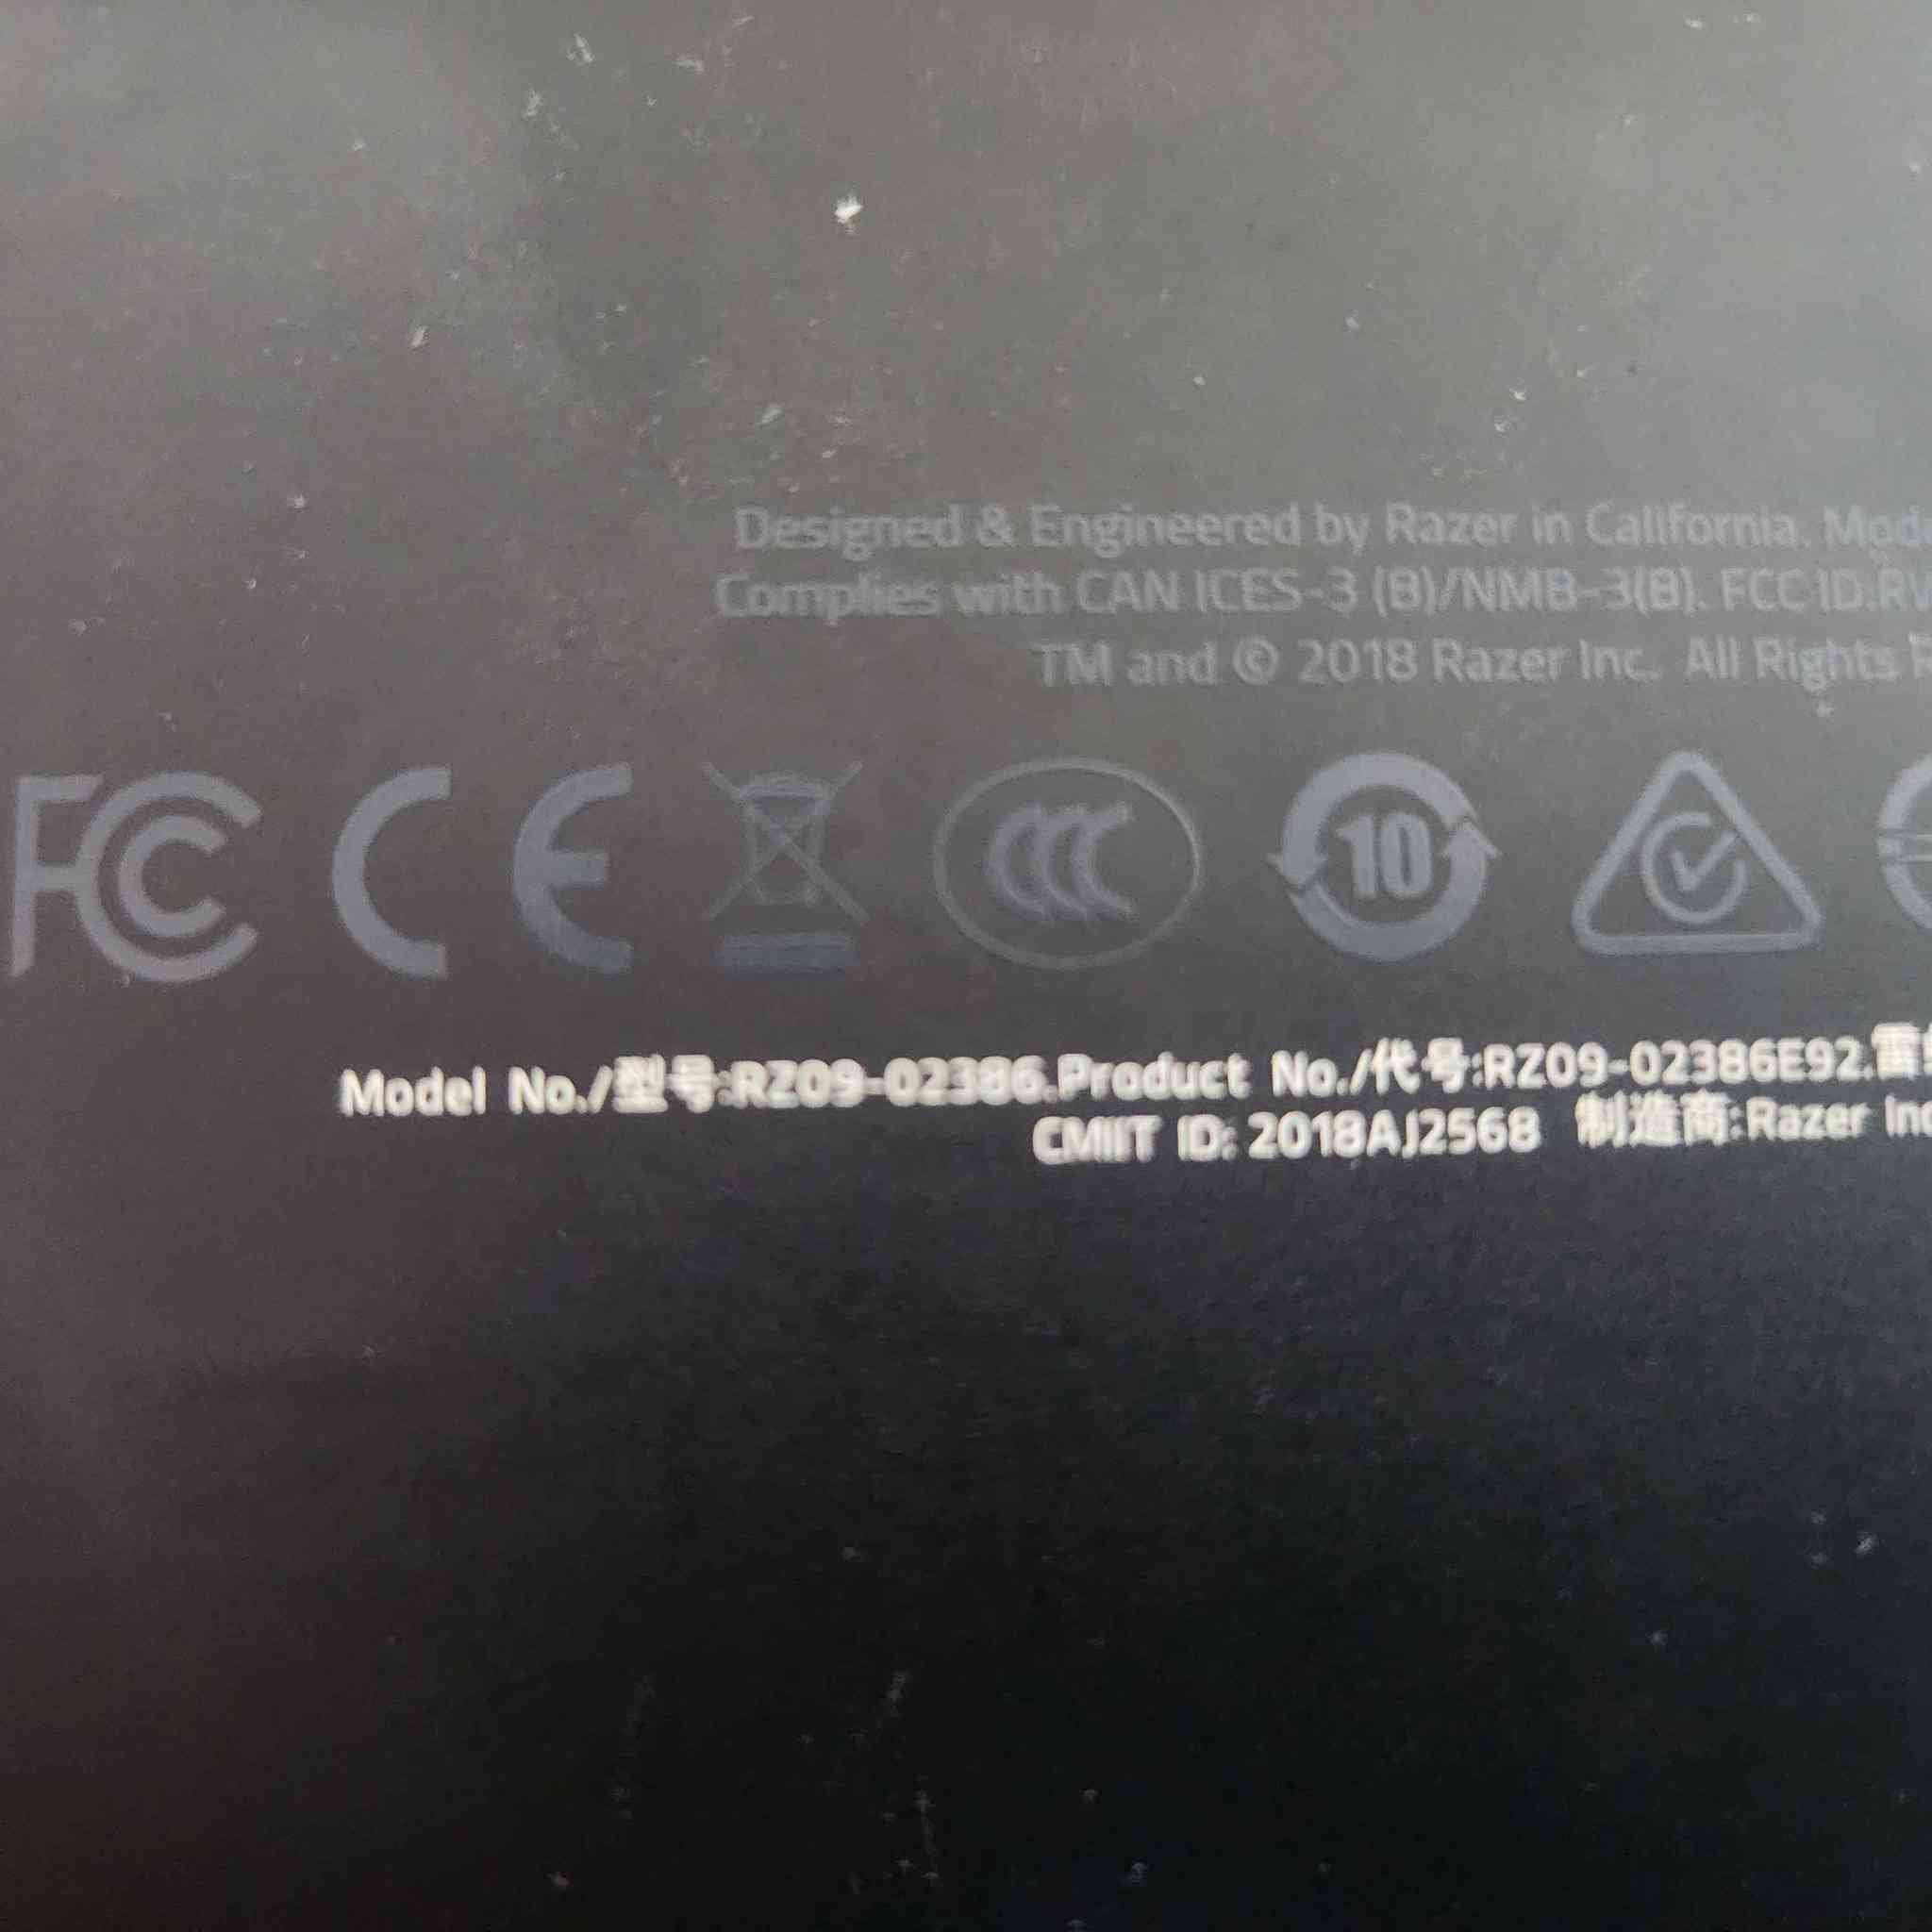 Designed & Engineered by Razer in California. Mod
Complies with CAN ICES-3 (B)/NMB-3(B). FCC ID:
TM and © 2018 Razer Inc. All Rights
FC CE CCC 10
Model No./型号:RZ09-02386.Product No./代号:RZ09-02386E92.雷
CMIIT ID: 2018AJ2568 制造商:Razer Inc